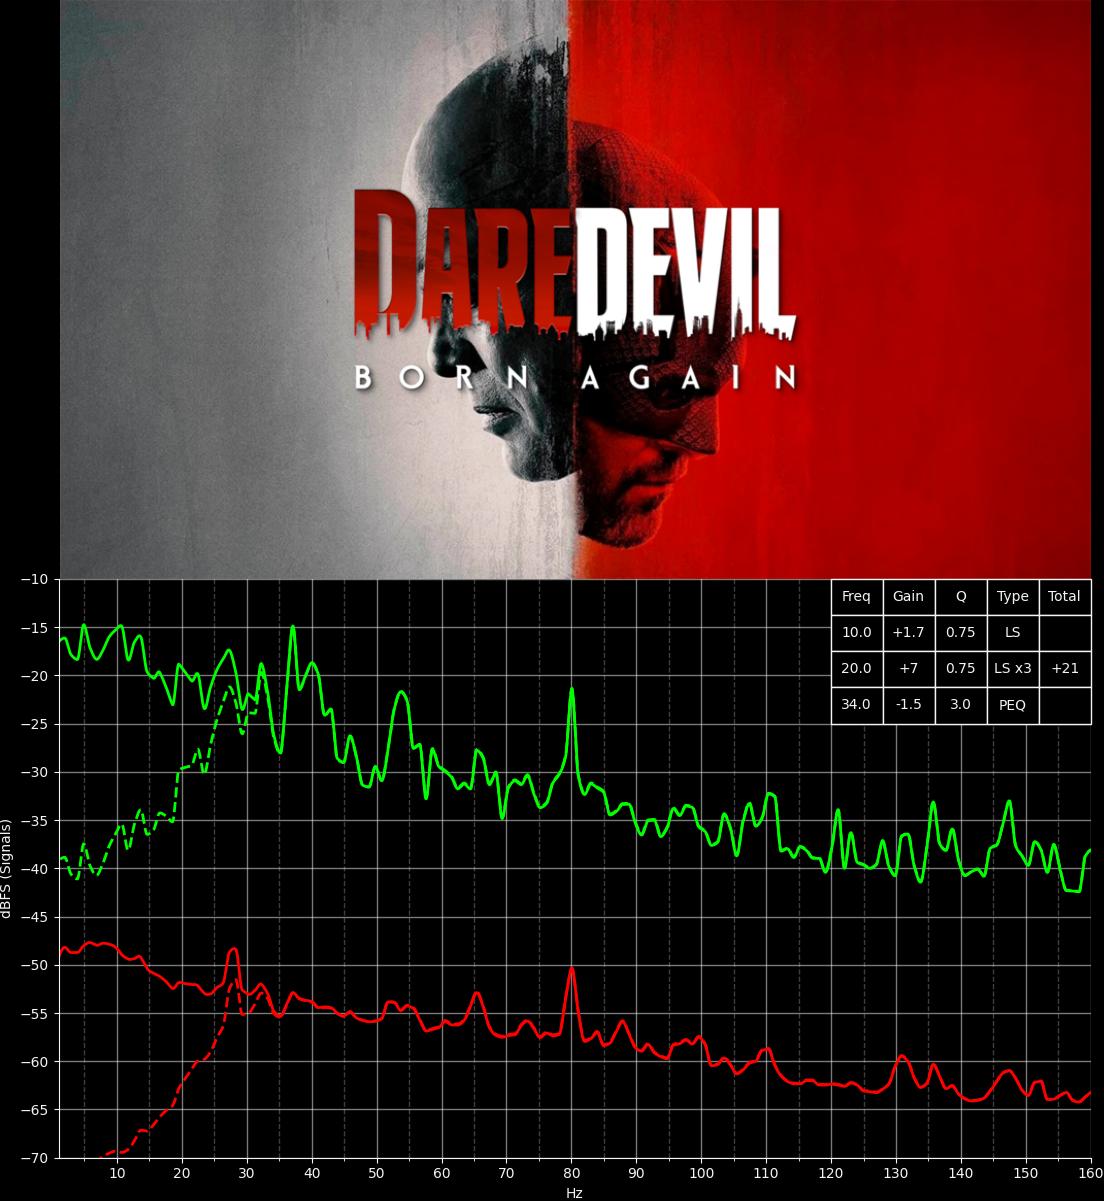 DAREDEVIL
BORN AGAIN
Freq Gain Q Type Total
10.0 +1.7 0.75 LS
20.0 +7 0.75 LS x3 +21
34.0 -1.5 3.0 PEQ
−10
−15
−20
−25
−30
−35
−40
−45
−50
−55
−60
−65
−70
dBFS (Signals)
10 20 30 40 50 60 70 80 90 100 110 120 130 140 150 160
Hz